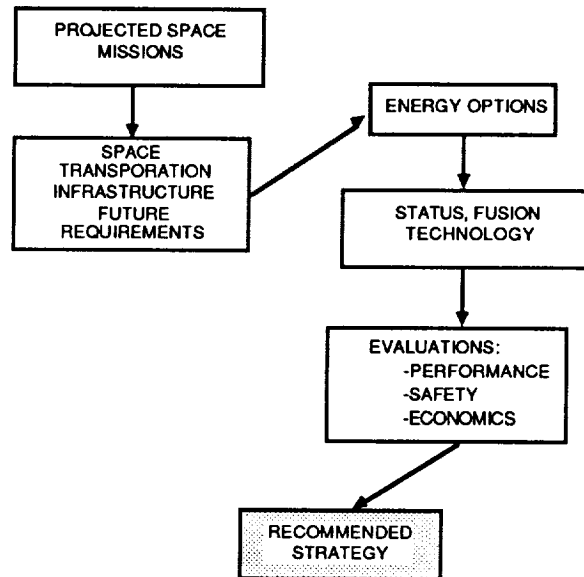 PROJECTED SPACE
MISSIONS
SPACE
TRANSPORATION
INFRASTRUCTURE
FUTURE
REQUIREMENTS
ENERGY OPTIONS
STATUS, FUSION
TECHNOLOGY
EVALUATIONS:
-PERFORMANCE
-SAFETY
-ECONOMICS
RECOMMENDED
STRATEGY